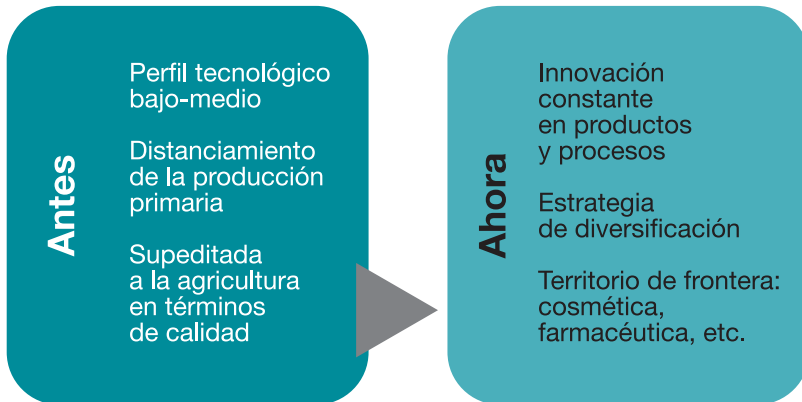 Antes
Perfil tecnológico
bajo-medio
Distanciamiento
de la producción
primaria
Supeditada
a la agricultura
en términos
de calidad
Ahora
Innovación
constante
en productos
y procesos
Estrategia
de diversificación
Territorio de frontera:
cosmética,
farmacéutica, etc.